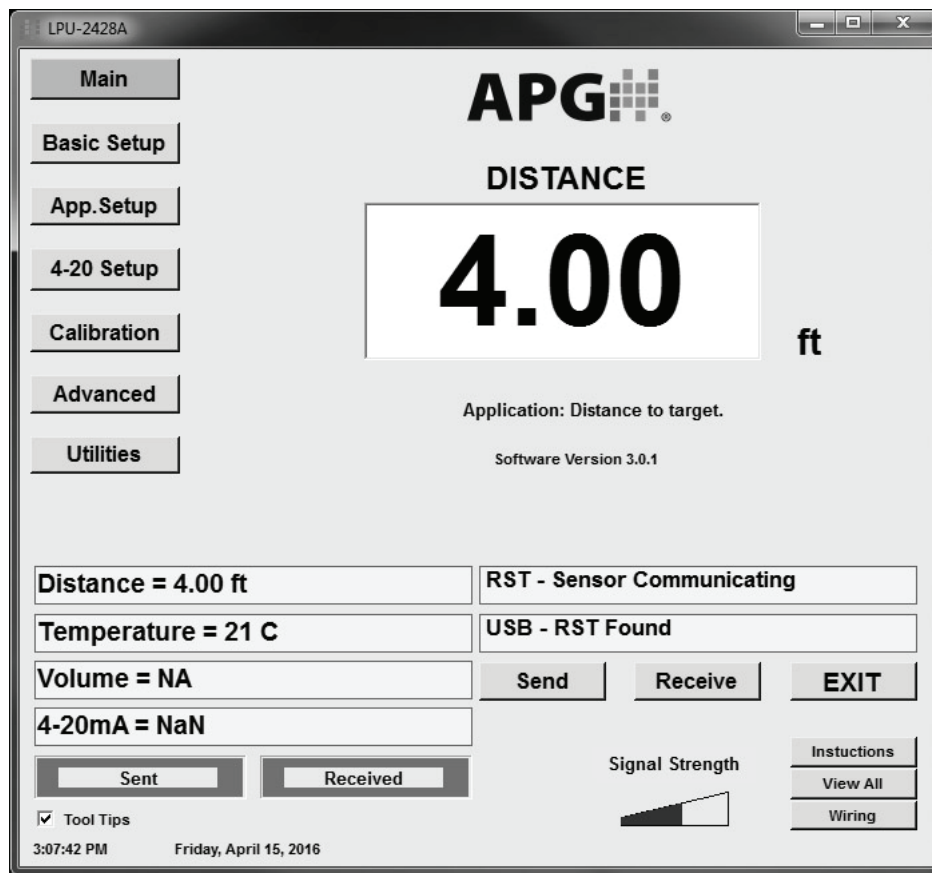 LPU-2428A
Main
APG®
Basic Setup
DISTANCE
App.Setup
4.00
ft
4-20 Setup
Calibration
Advanced
Application: Distance to target.
Utilities
Software Version 3.0.1
Distance = 4.00 ft
RST - Sensor Communicating
Temperature = 21 C
USB - RST Found
Volume = NA
Send
Receive
EXIT
4-20mA = NaN
Sent
Received
Signal Strength
Instuctions
View All
Wiring
Tool Tips
3:07:42 PM Friday, April 15, 2016